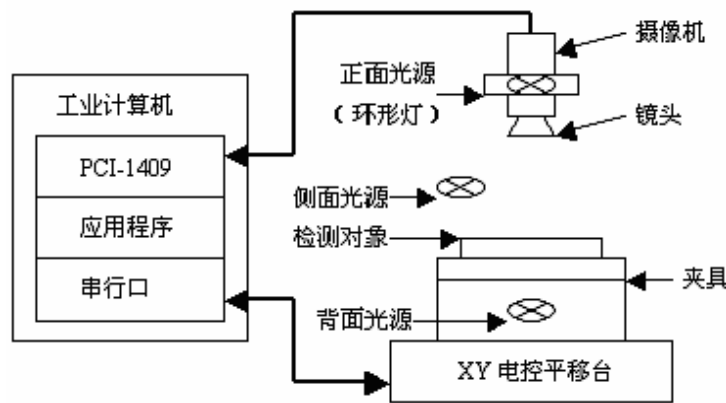 摄像机
正面光源
（环形灯）
镜头
工业计算机
PCI-1409
应用程序
串行口
侧面光源
检测对象
夹具
背面光源
XY 电控平移台